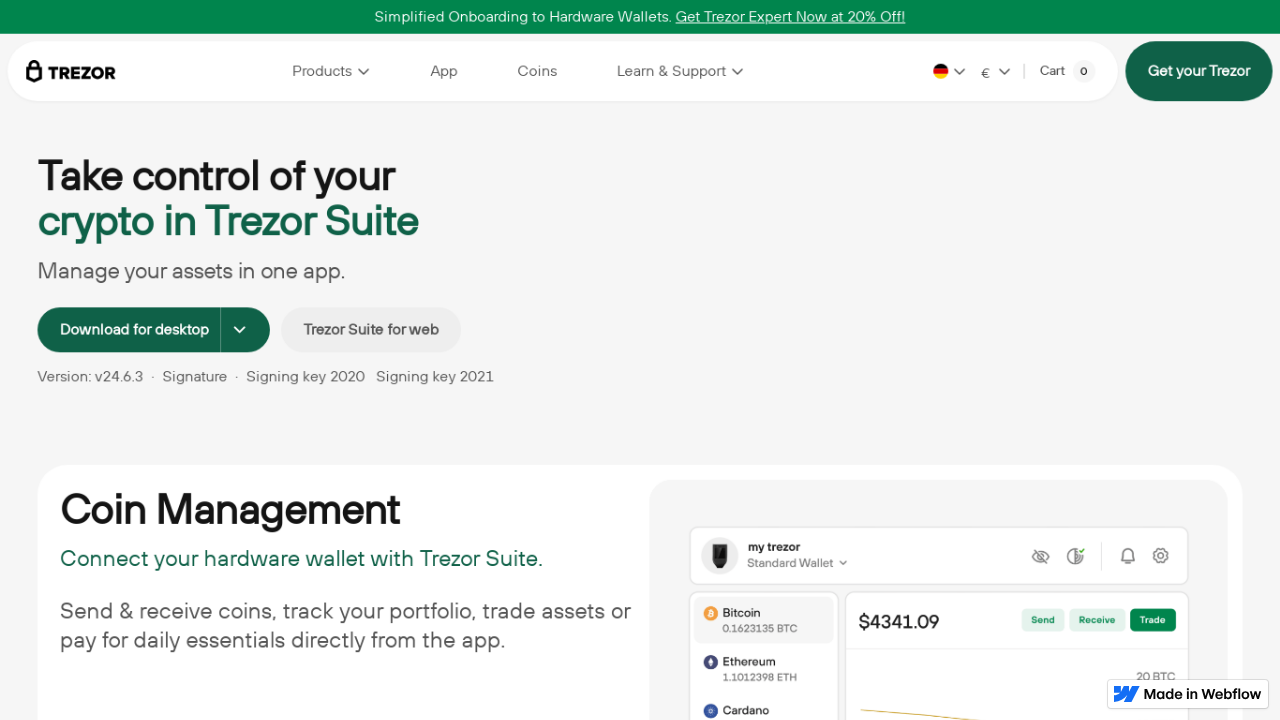 Simplified Onboarding to Hardware Wallets. Get Trezor Expert Now at 20% Off!
TREZOR
Products
App
Coins
Learn & Support
€
Cart
0
Get your Trezor
Take control of your
crypto in Trezor Suite
Manage your assets in one app.
Download for desktop
Trezor Suite for web
Version: v24.6.3 · Signature · Signing key 2020 Signing key 2021
Coin Management
Connect your hardware wallet with Trezor Suite.
Send & receive coins, track your portfolio, trade assets or
pay for daily essentials directly from the app.
my trezor
Standard Wallet
Bitcoin
0.1623135 BTC
Ethereum
1.1012398 ETH
Cardano
$4341.09
Send
Receive
Trade
20 BTC
Made in Webflow